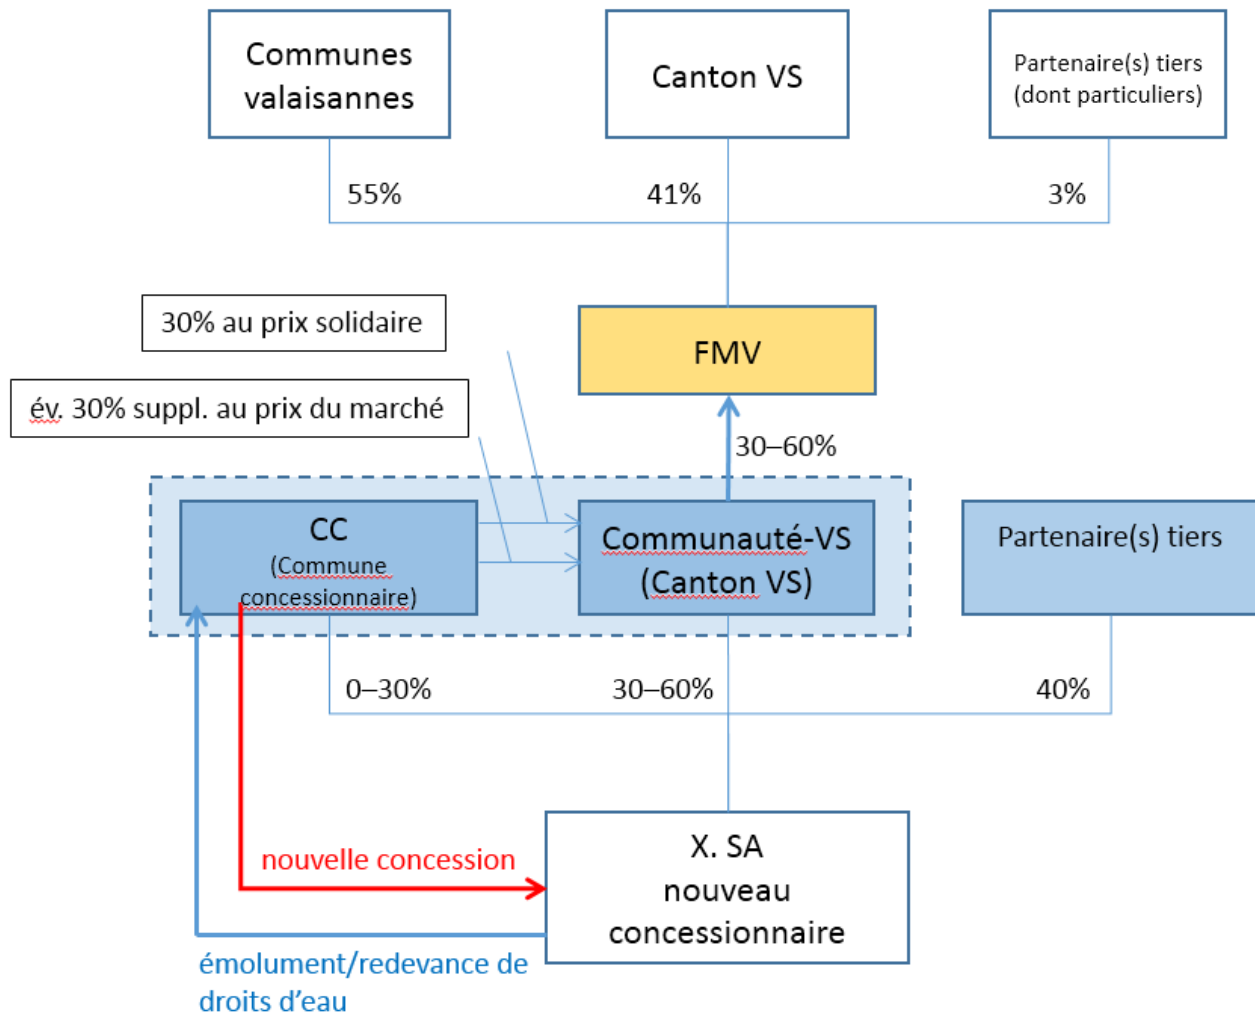 Communes
valaisannes
Canton VS
Partenaire(s) tiers
(dont particuliers)
55%
41%
3%
30% au prix solidaire
FMV
év. 30% suppl. au prix du marché
30–60%
CC
(Commune
concessionnaire)
Communauté-VS
(Canton VS)
Partenaire(s) tiers
0–30%
30–60%
40%
X. SA
nouveau
concessionnaire
nouvelle concession
émolument/redevance de
droits d’eau